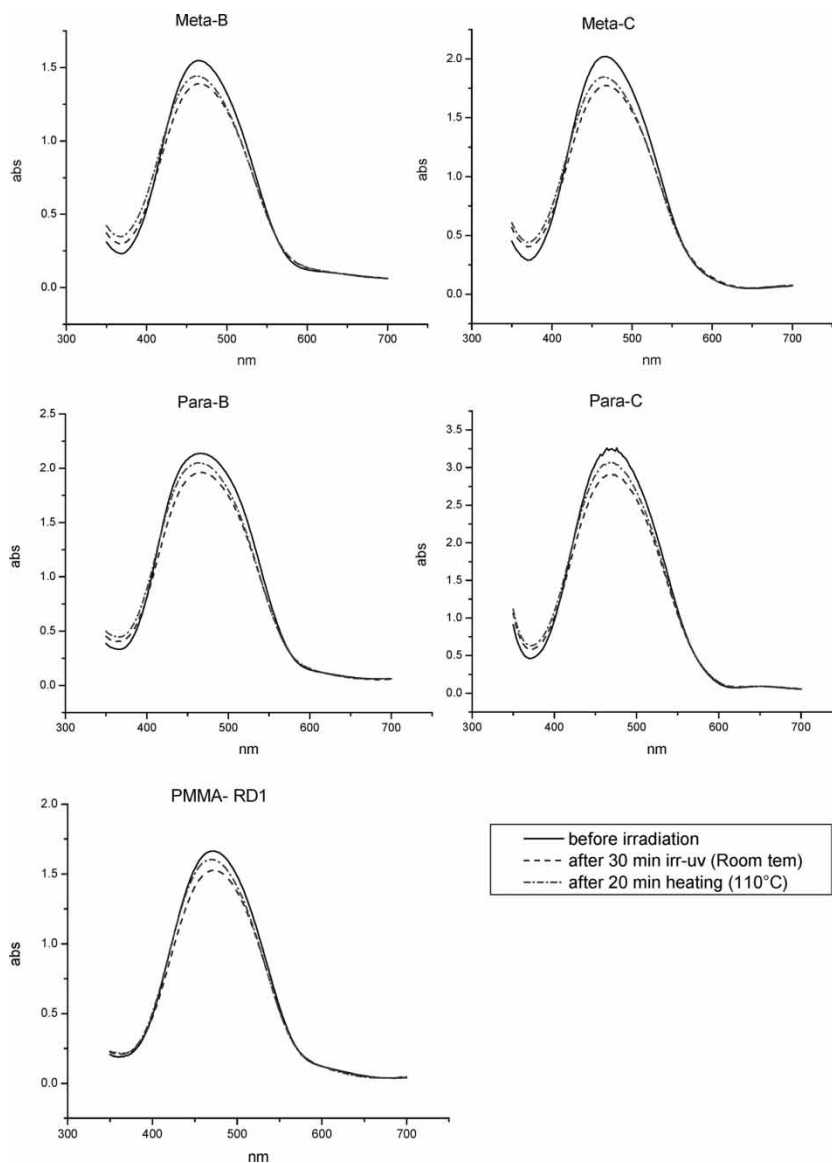 Meta-B
1.5
1.0
0.5
0.0
abs
300
400
500
600
700
nm
Meta-C
2.0
1.5
1.0
0.5
0.0
abs
300
400
500
600
700
nm
Para-B
2.5
2.0
1.5
1.0
0.5
0.0
abs
300
400
500
600
700
nm
Para-C
3.5
3.0
2.5
2.0
1.5
1.0
0.5
0.0
abs
300
400
500
600
700
nm
PMMA- RD1
2.0
1.5
1.0
0.5
0.0
abs
300
400
500
600
700
nm
before irradiation
after 30 min irr-uv (Room tem)
after 20 min heating (110°C)